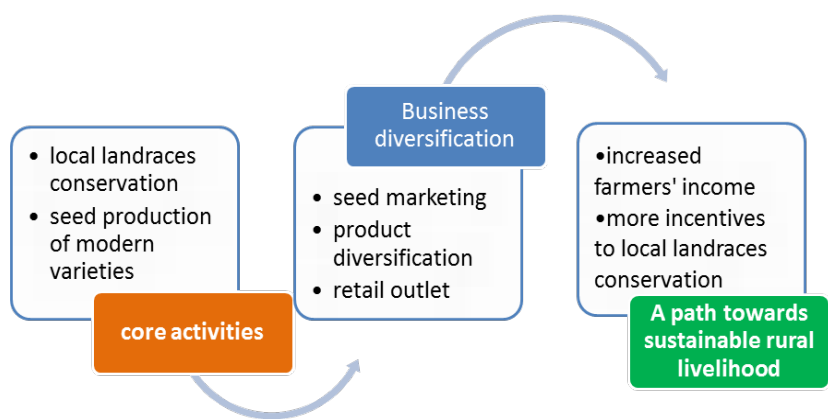 • local landraces
conservation
• seed production
of modern
varieties
core activities
Business
diversification
• seed marketing
• product
diversification
• retail outlet
•increased
farmers' income
•more incentives
to local landraces
conservation
A path towards
sustainable rural
livelihood